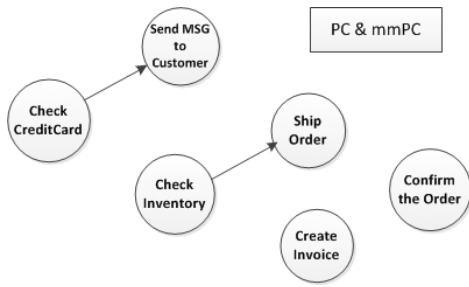 Send MSG
to
Customer
PC & mmPC
Check
CreditCard
Ship
Order
Check
Inventory
Confirm
the Order
Create
Invoice